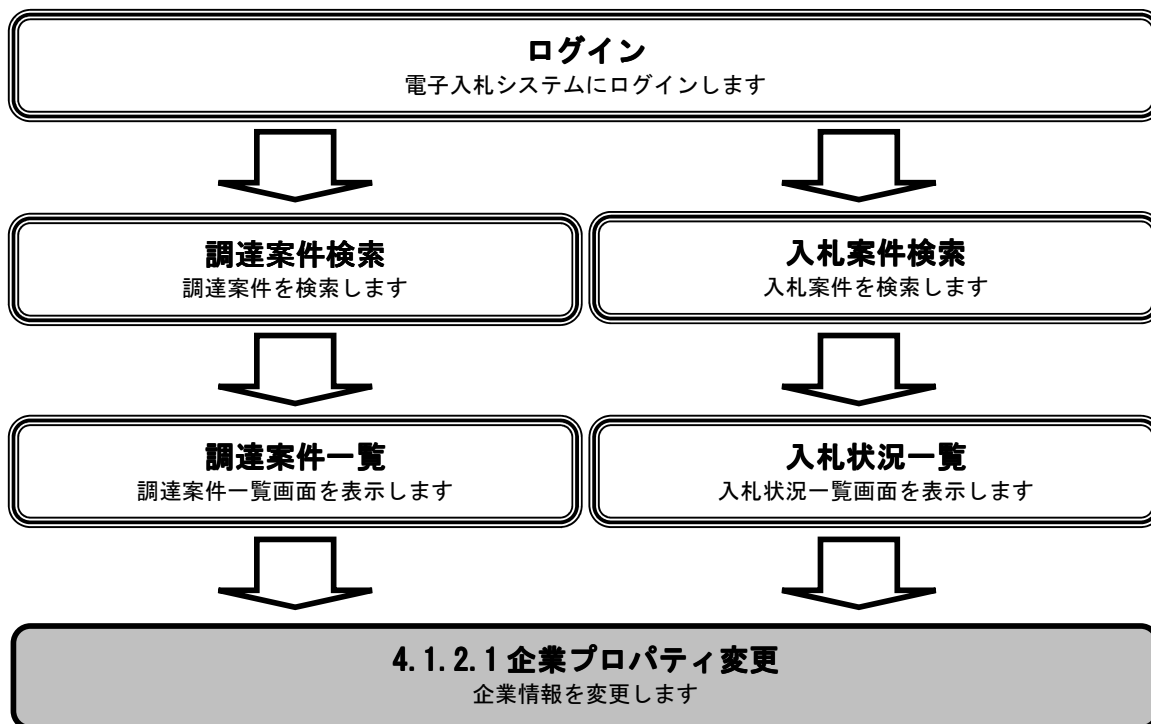 ログイン
電子入札システムにログインします
調達案件検索
調達案件を検索します
入札案件検索
入札案件を検索します
調達案件一覧
調達案件一覧画面を表示します
入札状況一覧
入札状況一覧画面を表示します
4.1.2.1企業プロパティ変更
企業情報を変更します